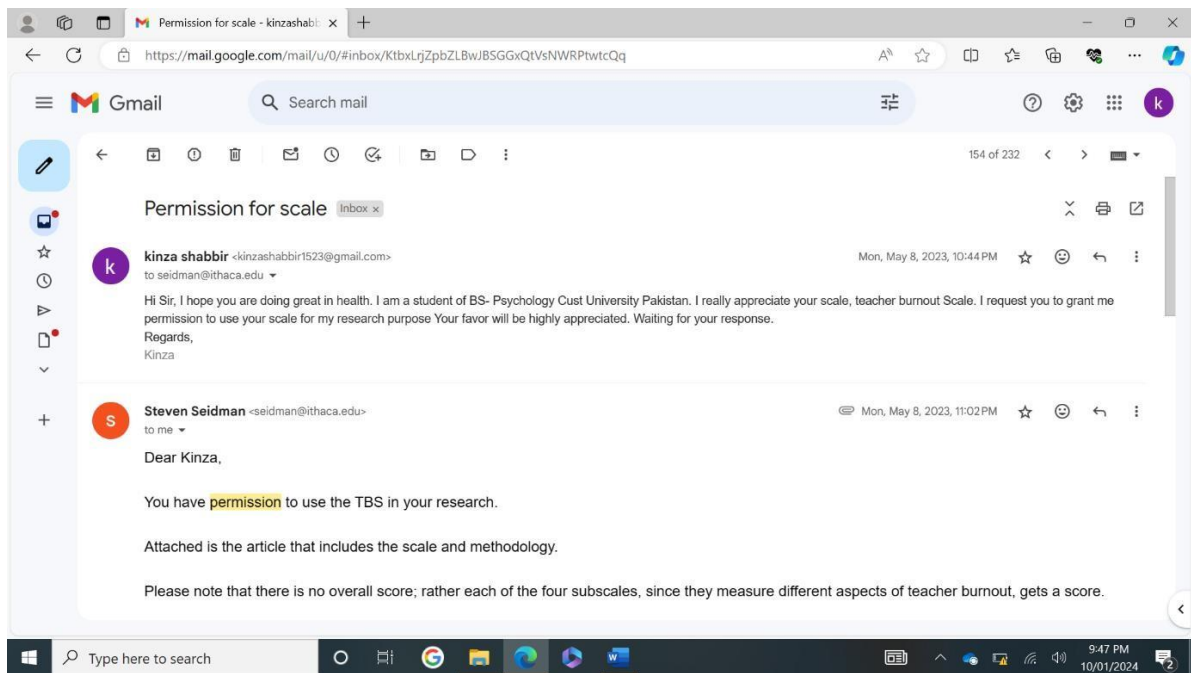 Permission for scale - kinzashabb
https://mail.google.com/mail/u/0/#inbox/KtbxLrjZpbZLBwJBSGGxQtVsNWRPtwtcQq
Gmail
Search mail
k
154 of 232
Permission for scale Inbox x
k
kinza shabbir <kinzashabbir1523@gmail.com>
Mon, May 8, 2023, 10:44 PM
to seidman@ithaca.edu
Hi Sir, I hope you are doing great in health. I am a student of BS- Psychology Cust University Pakistan. I really appreciate your scale, teacher burnout Scale. I request you to grant me
permission to use your scale for my research purpose Your favor will be highly appreciated. Waiting for your response.
Regards,
Kinza
S
Steven Seidman <seidman@ithaca.edu>
Mon, May 8, 2023, 11:02 PM
to me
Dear Kinza,
You have permission to use the TBS in your research.
Attached is the article that includes the scale and methodology.
Please note that there is no overall score; rather each of the four subscales, since they measure different aspects of teacher burnout, gets a score.
Type here to search
9:47 PM
10/01/2024
2